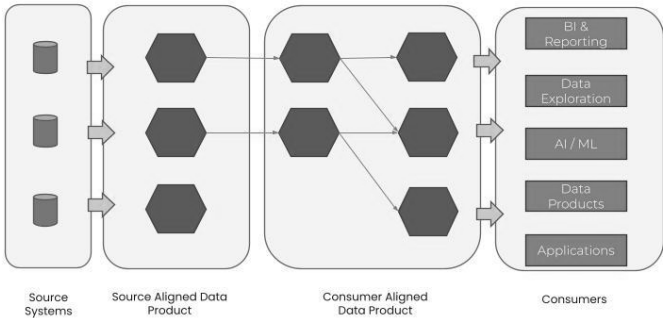 BI &
Reporting
Data
Exploration
AI / ML
Data
Products
Applications
Source
Systems
Source Aligned Data
Product
Consumer Aligned
Data Product
Consumers